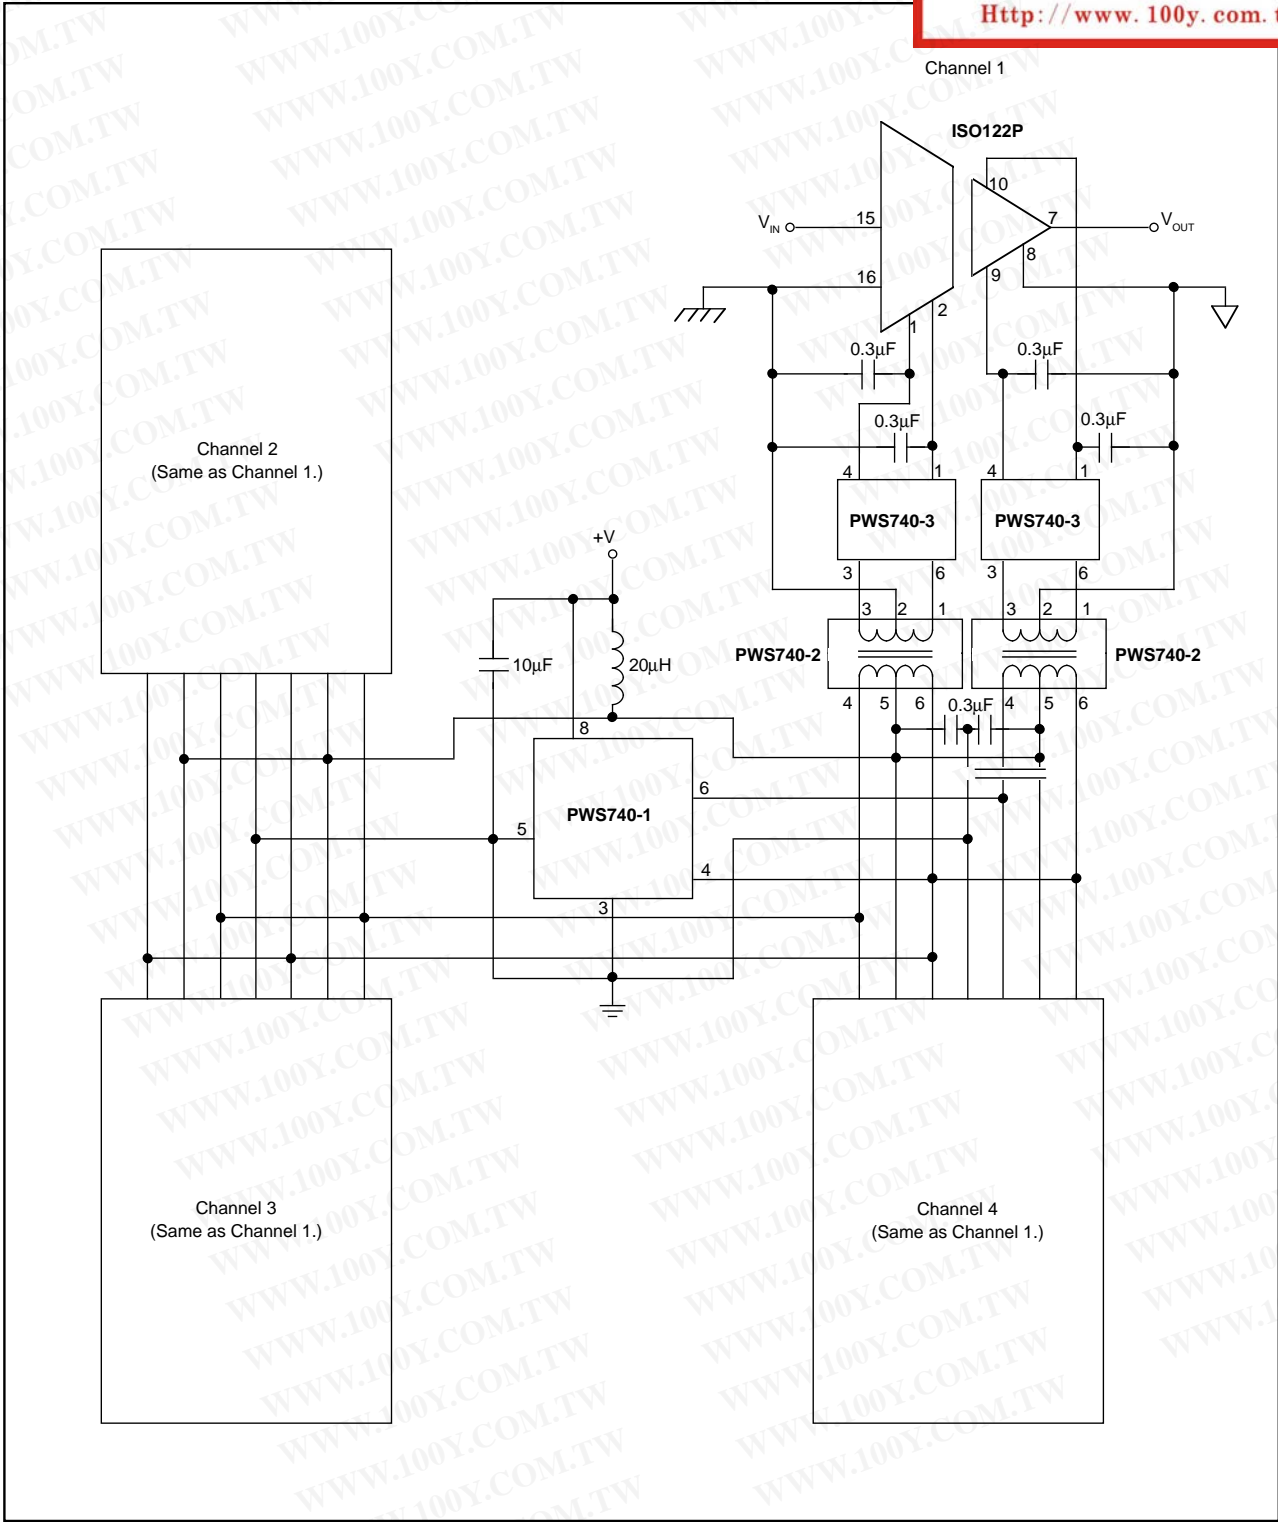 Http://www.100y.com.t
Channel 1
ISO122P
10
VIN
15
7
VOUT
8
16
9
2
1
0.3µF
0.3µF
0.3µF
0.3µF
Channel 2
(Same as Channel 1.)
4
1
4
1
PWS740-3
PWS740-3
+V
3
6
3
6
3
2
1
3
2
1
10µF
20µH
PWS740-2
PWS740-2
4
5
6
0.3µF
4
5
6
8
6
PWS740-1
5
4
3
Channel 3
(Same as Channel 1.)
Channel 4
(Same as Channel 1.)
WWW.100Y.COM.TW